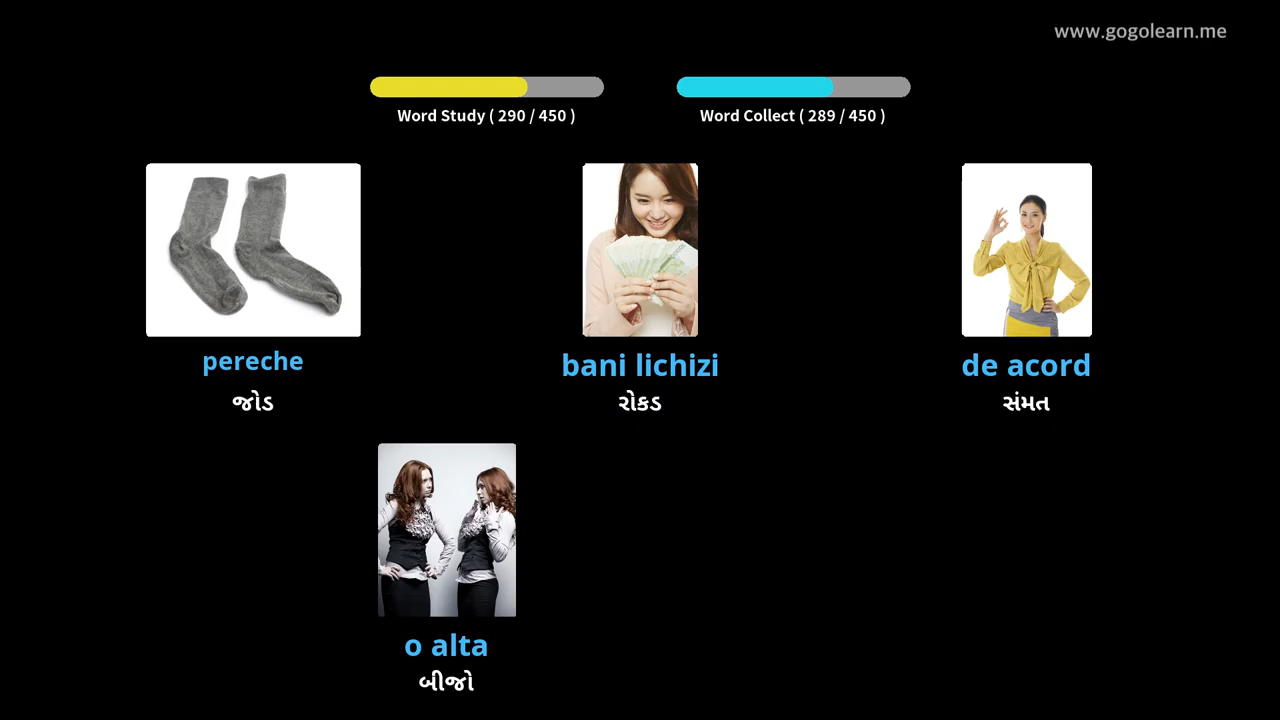 www.gogolearn.me
Word Study ( 290 / 450 )
Word Collect ( 289 / 450 )
pereche
bani lichizi
de acord
જોડ
રોકડ
સંમત
o alta
બીજો